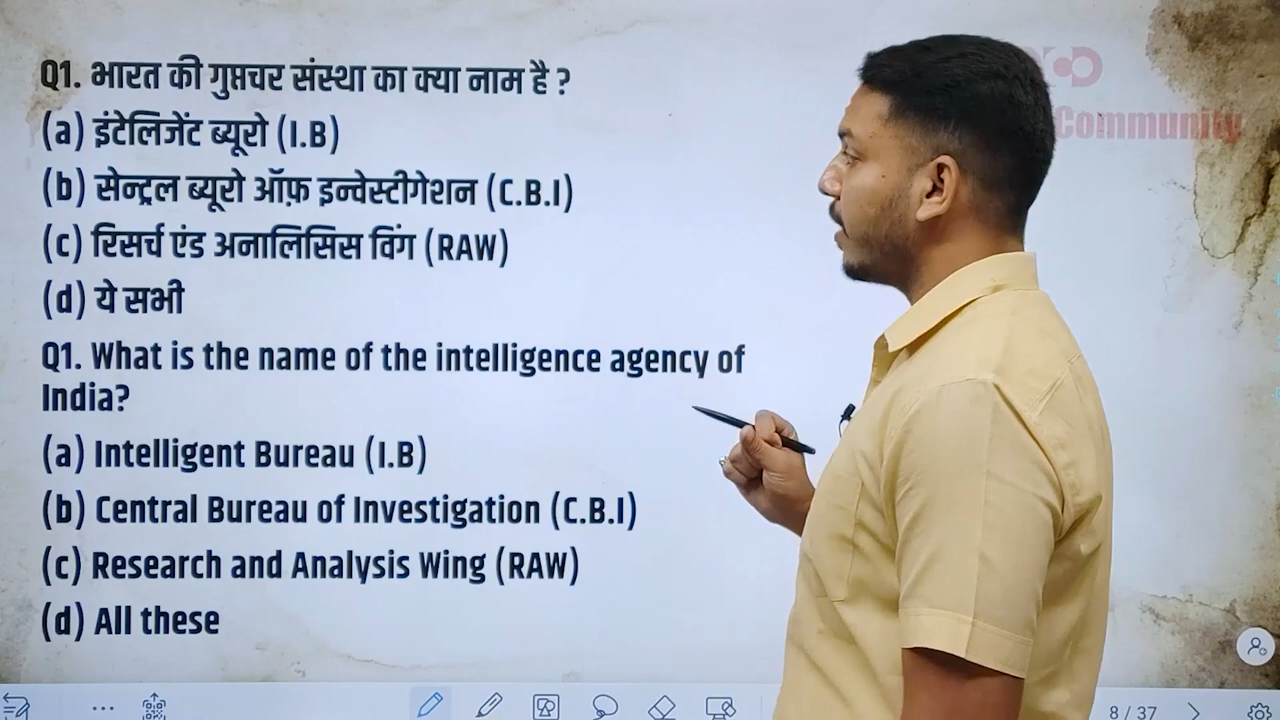 Q1. भारत की गुप्तचर संस्था का क्या नाम है ?
(a) इंटेलिजेंट ब्यूरो (I.B)
(b) सेन्ट्रल ब्यूरो ऑफ़ इन्वेस्टीगेशन (C.B.I)
(c) रिसर्च एंड अनालिसिस विंग (RAW)
(d) ये सभी
Q1. What is the name of the intelligence agency of
India?
(a) Intelligent Bureau (I.B)
(b) Central Bureau of Investigation (C.B.I)
(c) Research and Analysis Wing (RAW)
(d) All these
Community
8 / 37